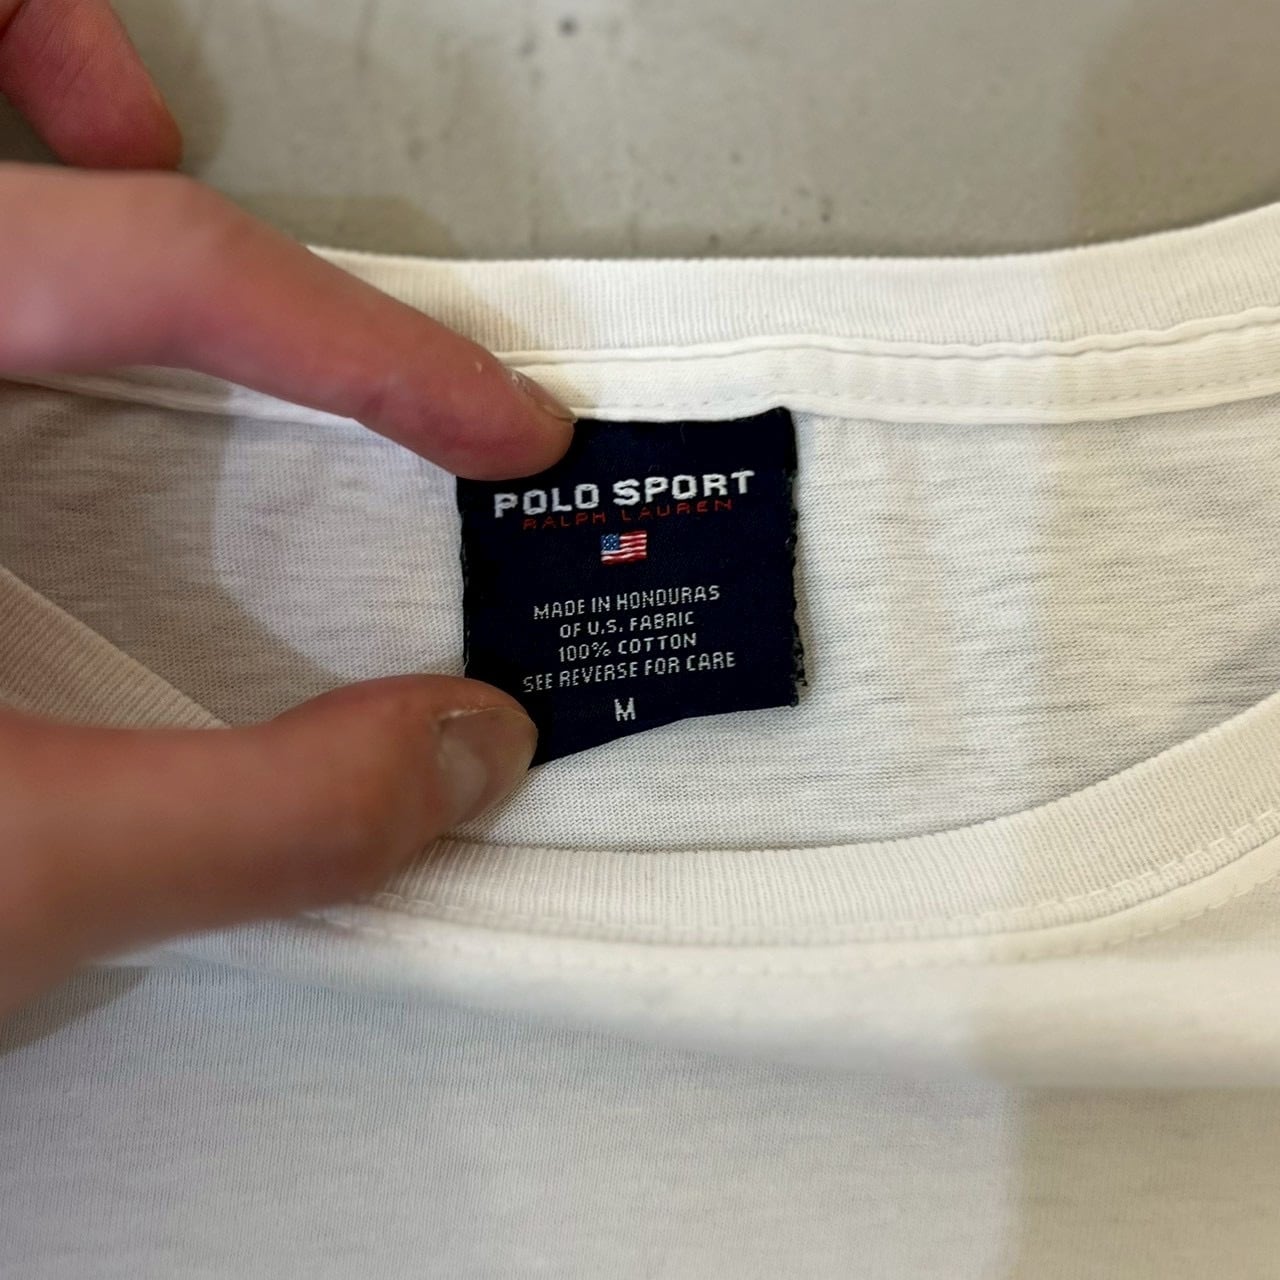 POLO SPORT
RALPH LAUREN
MADE IN HONDURAS
OF U.S. FABRIC
100% COTTON
SEE REVERSE FOR CARE
M